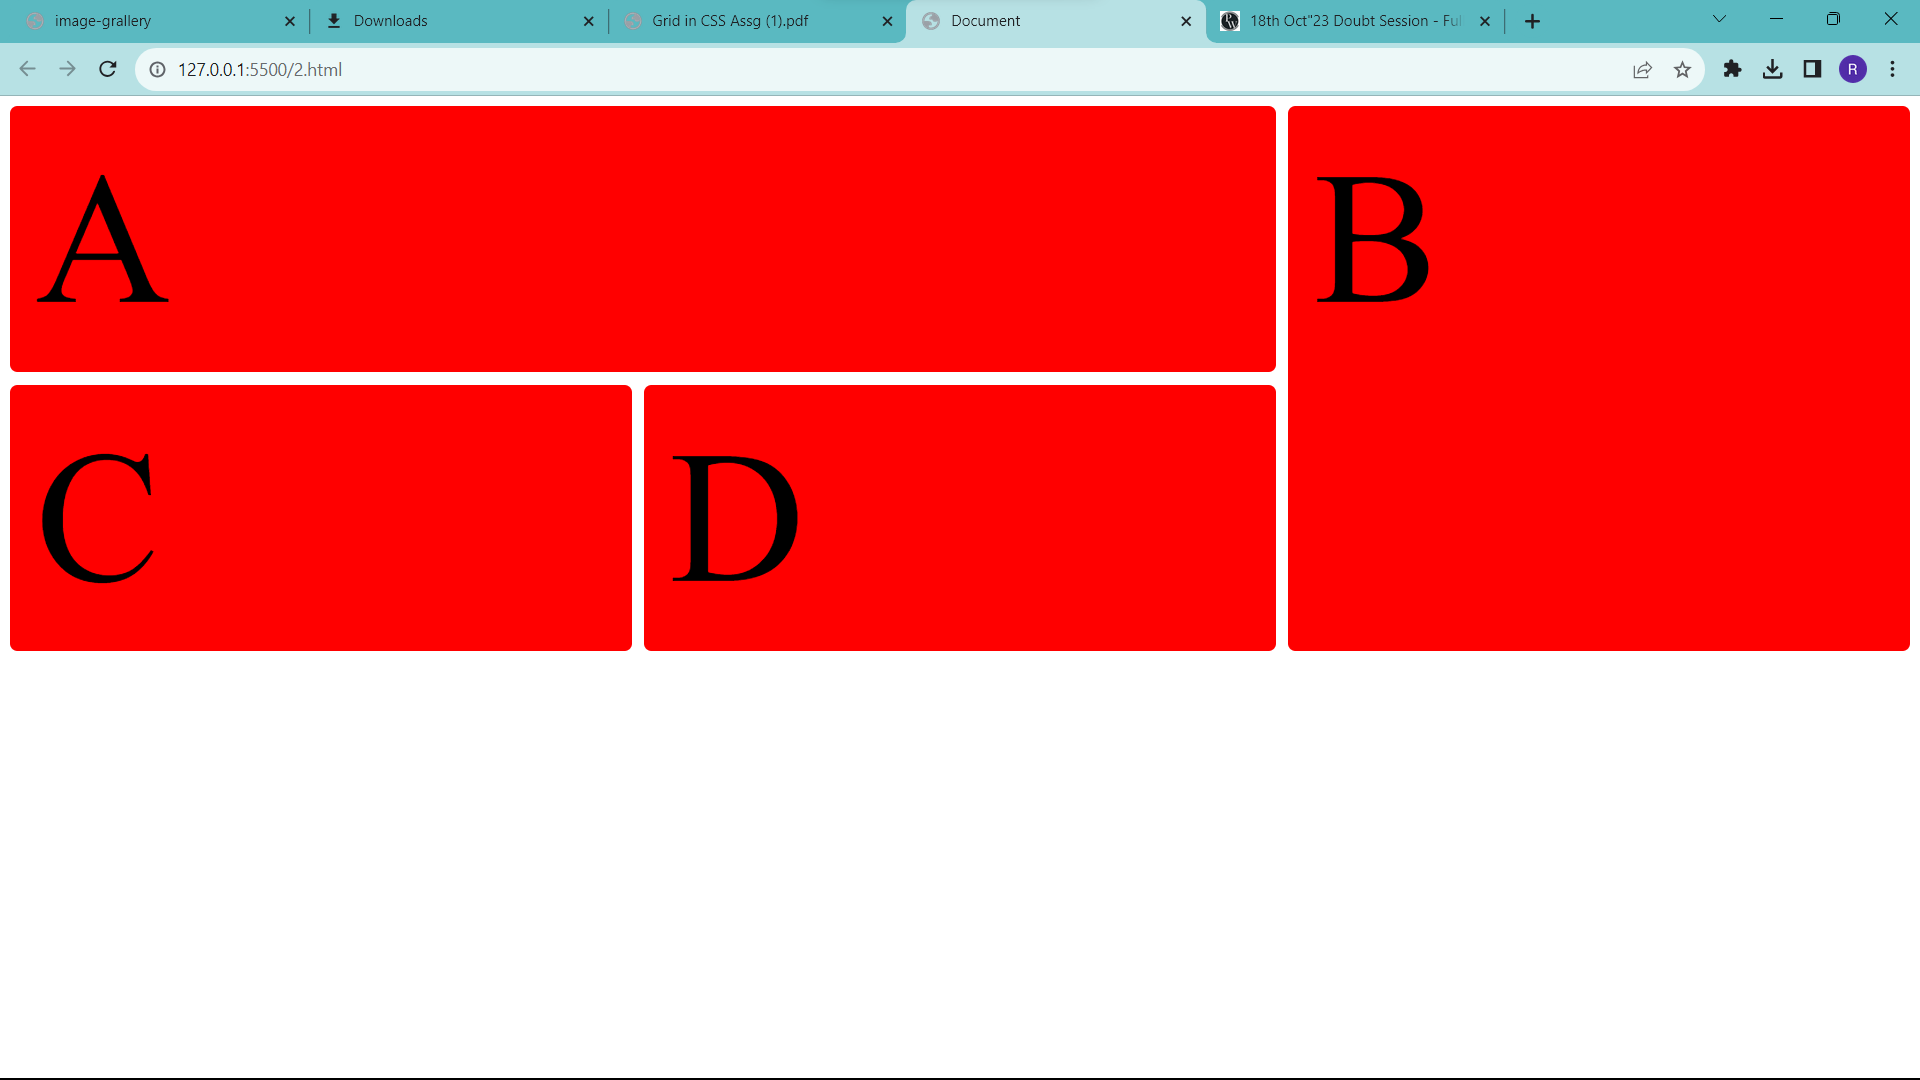 image-grallery
Downloads
Grid in CSS Assg (1).pdf
Document
18th Oct"23 Doubt Session - Ful
127.0.0.1:5500/2.html
R
A
B
C
D